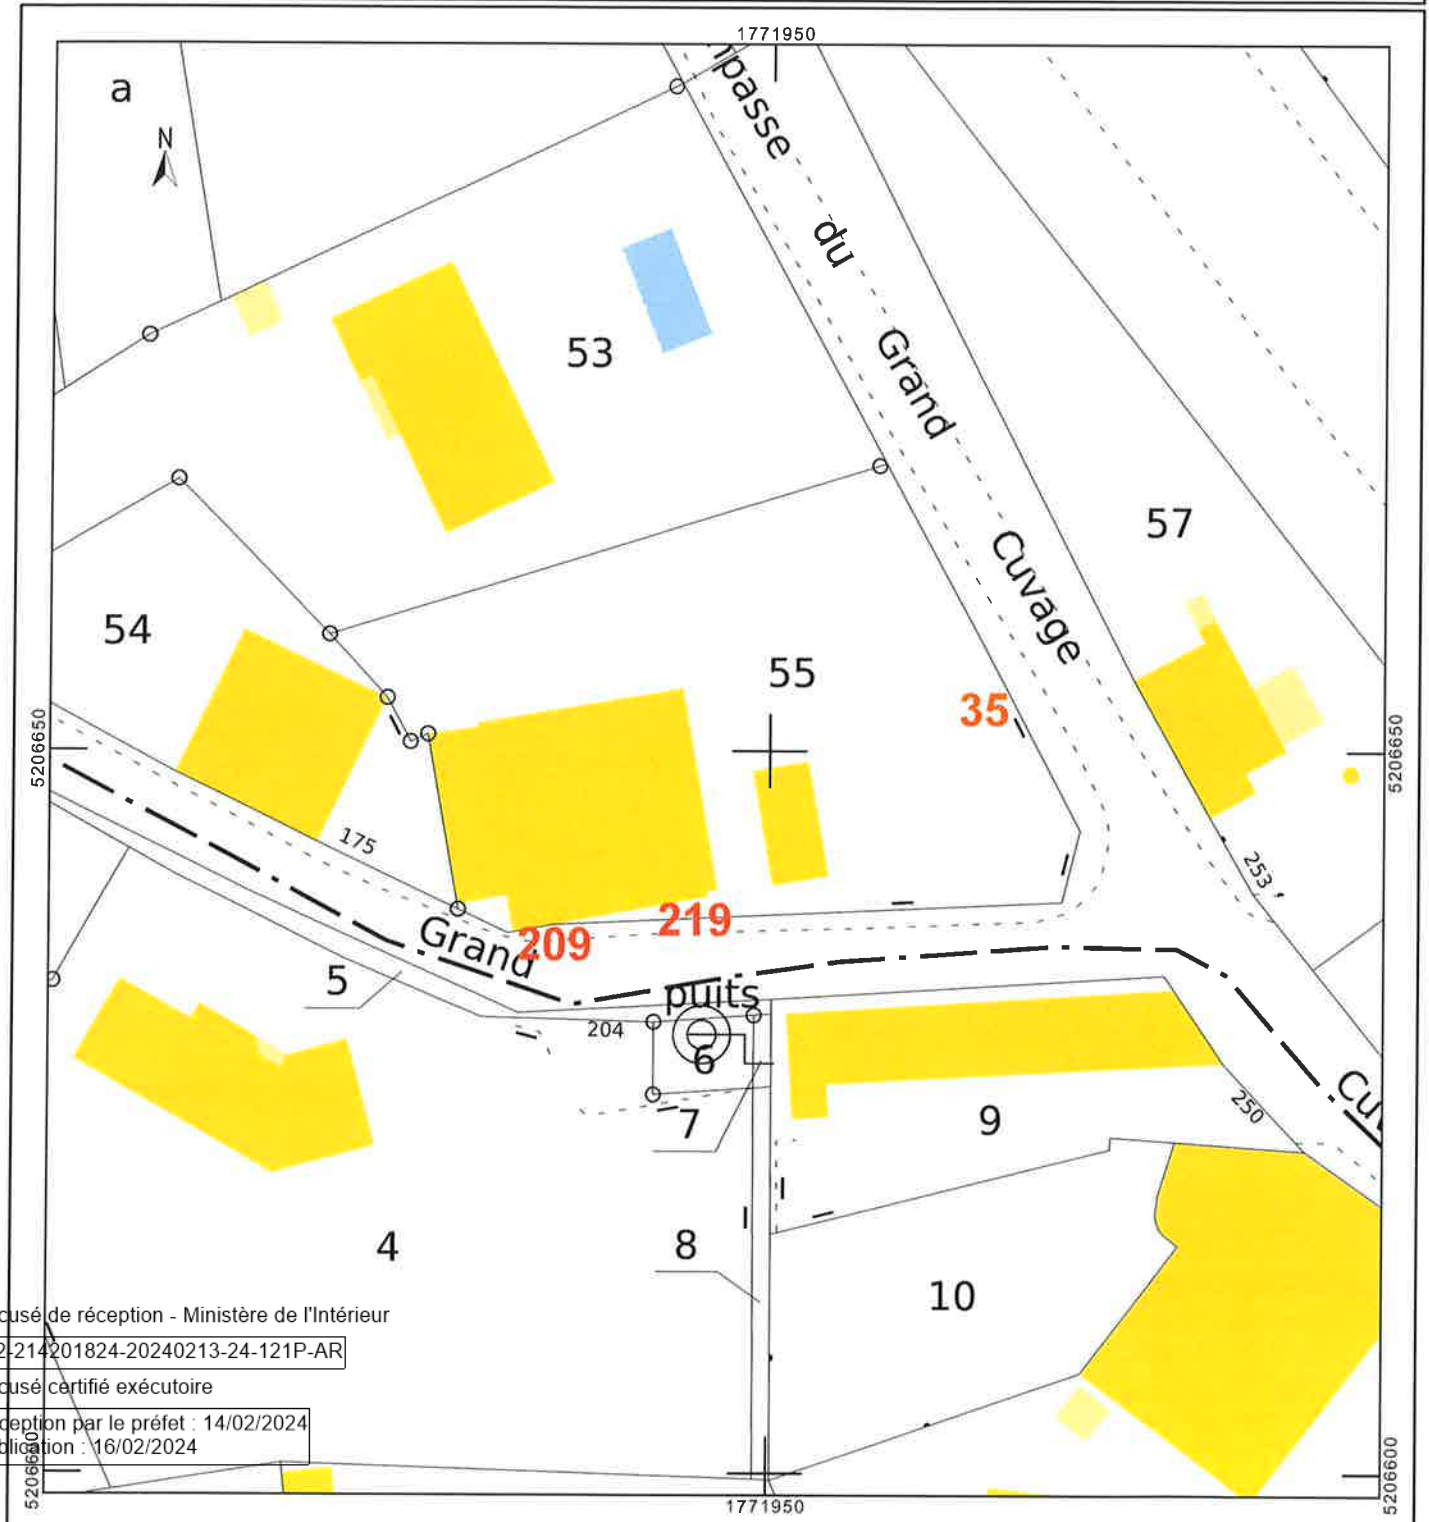 1771950
a
N
passe
du
Grand
Cuvage
53
57
54
55
35
5206650
5206650
175
253
219
Grand
209
5
puits
204
6
7
9
250
4
8
10
cusé de réception - Ministère de l'Intérieur
2-214201824-20240213-24-121P-AR
cusé certifié exécutoire
ception par le préfet : 14/02/2024
blication : 16/02/2024
5206600
5206600
1771950